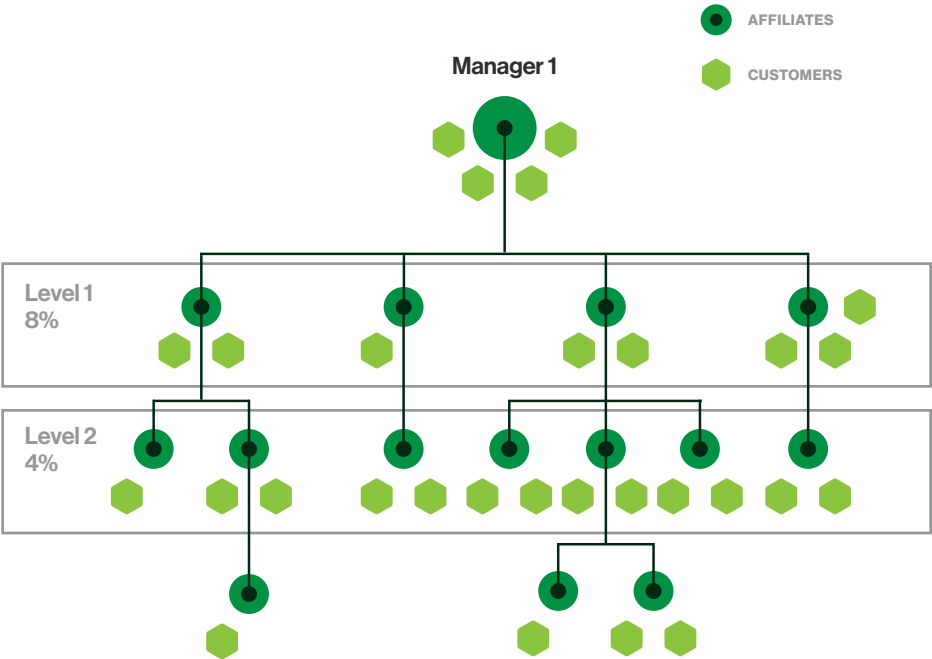 AFFILIATES
CUSTOMERS
Manager 1
Level 1
8%
Level 2
4%